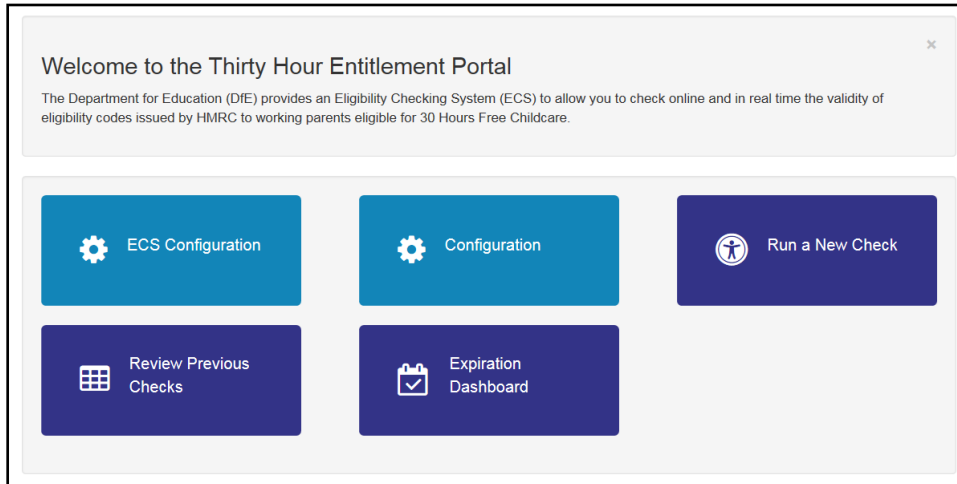 Welcome to the Thirty Hour Entitlement Portal
The Department for Education (DfE) provides an Eligibility Checking System (ECS) to allow you to check online and in real time the validity of
eligibility codes issued by HMRC to working parents eligible for 30 Hours Free Childcare.
ECS Configuration
Configuration
Run a New Check
Review Previous
Checks
Expiration
Dashboard